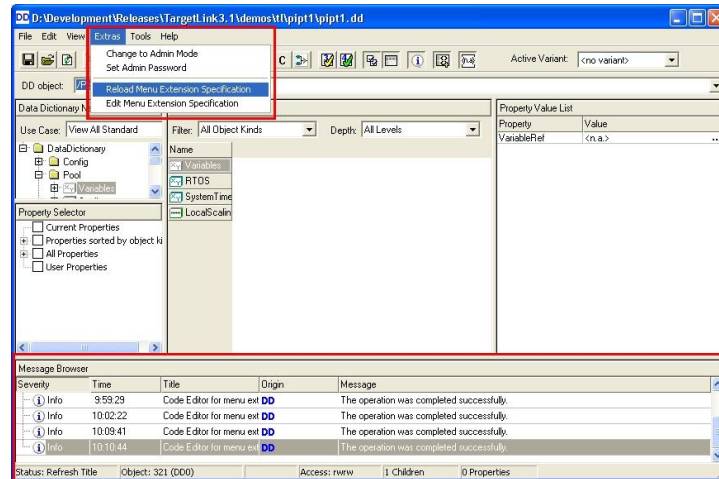 DD D:\Development\Releases\TargetLink3.1\demos\tl\pipt1\pipt1.dd
File Edit View Extras Tools Help
Change to Admin Mode
Set Admin Password
Reload Menu Extension Specification
Edit Menu Extension Specification
C
Active Variant: <no variant>
DD object: /P
Data Dictionary N
Property Value List
Use Case: View All Standard
Filter: All Object Kinds
Depth: All Levels
Property Value
VariableRef <n.a.> ..
DataDictionary
Config
Pool
Variables
Name
Variables
RTOS
SystemTime
LocalScalin
Property Selector
Current Properties
Properties sorted by object ki
All Properties
User Properties
Message Browser
Severity Time Title Origin Message
Info 9:59:29 Code Editor for menu ext DD The operation was completed successfully.
Info 10:02:22 Code Editor for menu ext DD The operation was completed successfully.
Info 10:09:41 Code Editor for menu ext DD The operation was completed successfully.
Info 10:10:44 Code Editor for menu ext DD The operation was completed successfully.
Status: Refresh Title Object: 321 (DD0) Access: rwrw 1 Children 0 Properties